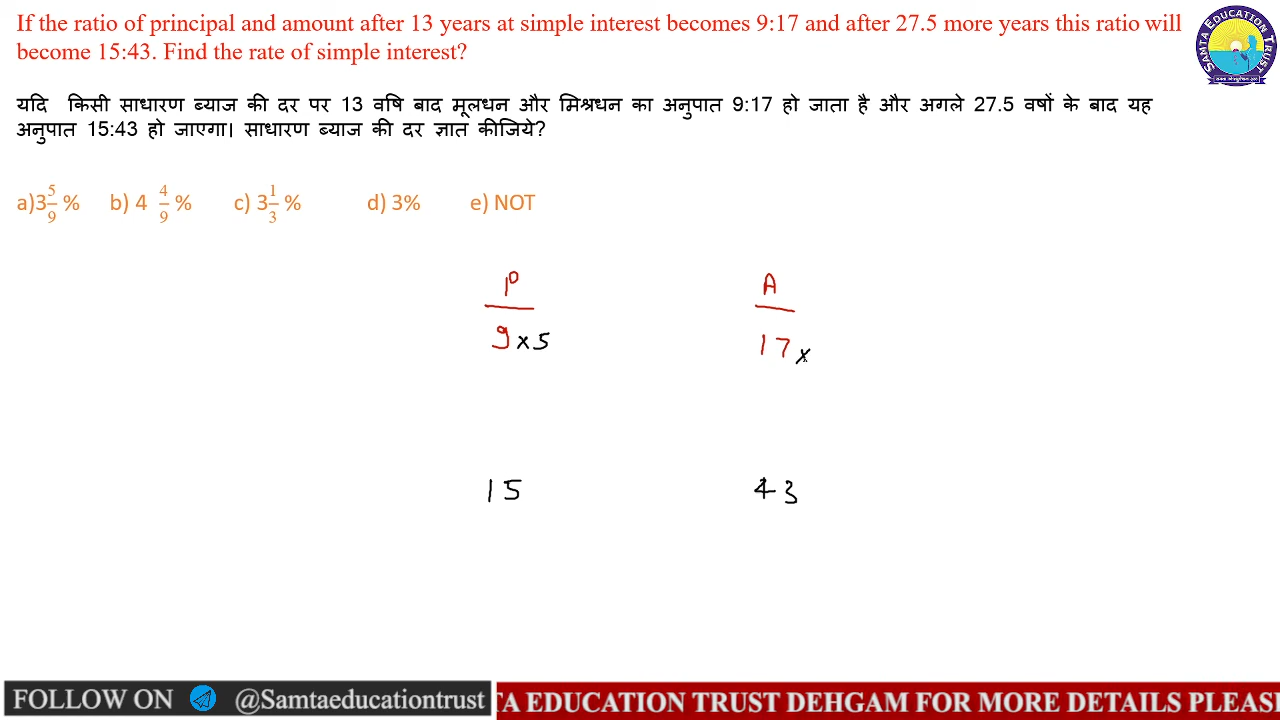 If the ratio of principal and amount after 13 years at simple interest becomes 9:17 and after 27.5 more years this ratio will
become 15:43. Find the rate of simple interest?
SAMTA EDUCATION TRUST
यदि किसी साधारण ब्याज की दर पर 13 वर्षि बाद मूलधन और मिश्रधन का अनुपात 9:17 हो जाता है और अगले 27.5 वर्षो के बाद यह
अनुपात 15:43 हो जाएगा। साधारण ब्याज की दर ज्ञात कीजिये?
a)3 5/9 % b) 4 4/9 % c) 3 1/3 % d) 3% e) NOT
P A
9 x 5 17 x
15 43
FOLLOW ON @Samtaeducationtrust TA EDUCATION TRUST DEHGAM FOR MORE DETAILS PLEAS